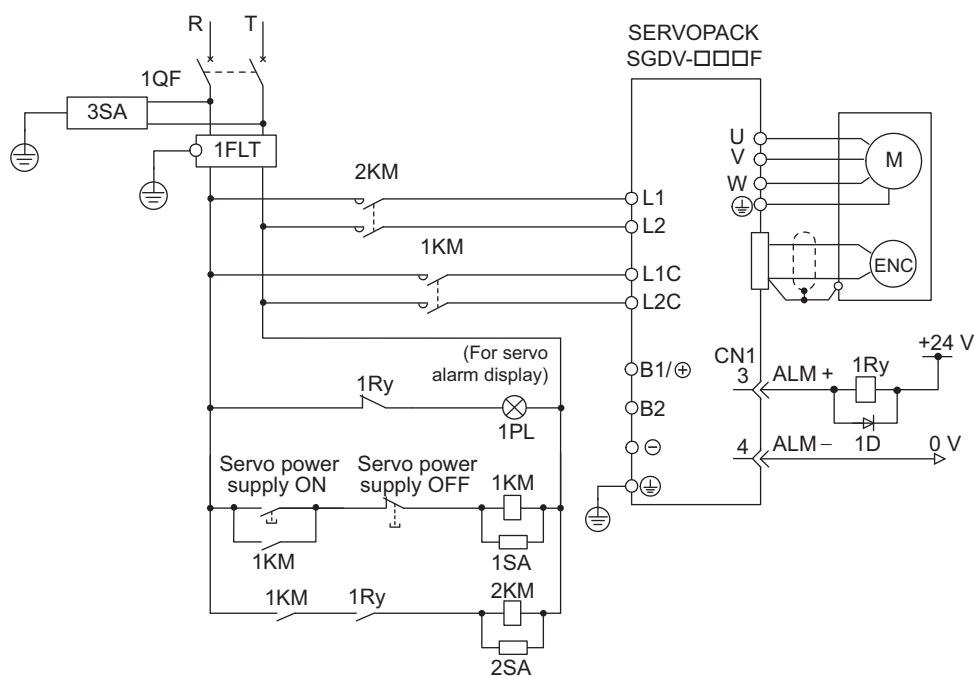 R T
1QF
3SA
1FLT
2KM
1KM
SERVOPACK
SGDV-□□□F
L1
L2
L1C
L2C
B1/⊕
B2
⊖
U
V
W
M
ENC
CN1
3 ALM +
4 ALM −
1Ry
+24 V
1D
0 V
(For servo
alarm display)
1Ry
1PL
Servo power
supply ON
Servo power
supply OFF
1KM
1KM
1SA
1KM
1Ry
2KM
2SA